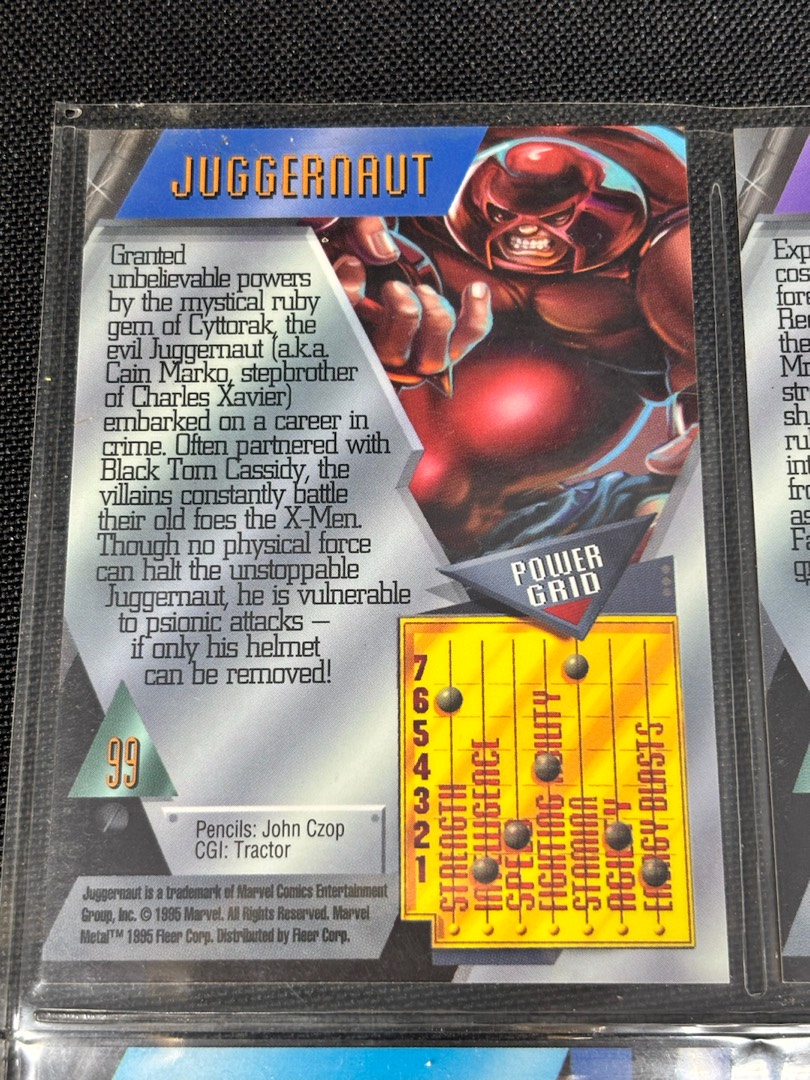 JUGGERNAUT
Granted
unbelievable powers
by the mystical ruby
gem of Cyttorak, the
evil Juggernaut (a.k.a.
Cain Marko, stepbrother
of Charles Xavier)
embarked on a career in
crime. Often partnered with
Black Tom Cassidy, the
villains constantly battle
their old foes the X-Men.
Though no physical force
can halt the unstoppable
Juggernaut, he is vulnerable
to psionic attacks –
if only his helmet
can be removed!
POWER
GRID
7
6
5
4
3
2
1
STRENGTH
INTELLIGENCE
SPEED
FIGHTING ABILITY
STAMINA
AGILITY
ENERGY BLASTS
99
Pencils: John Czop
CGI: Tractor
Juggernaut is a trademark of Marvel Comics Entertainment
Group, Inc. © 1995 Marvel. All Rights Reserved. Marvel
Metal™ 1995 Fleer Corp. Distributed by Fleer Corp.